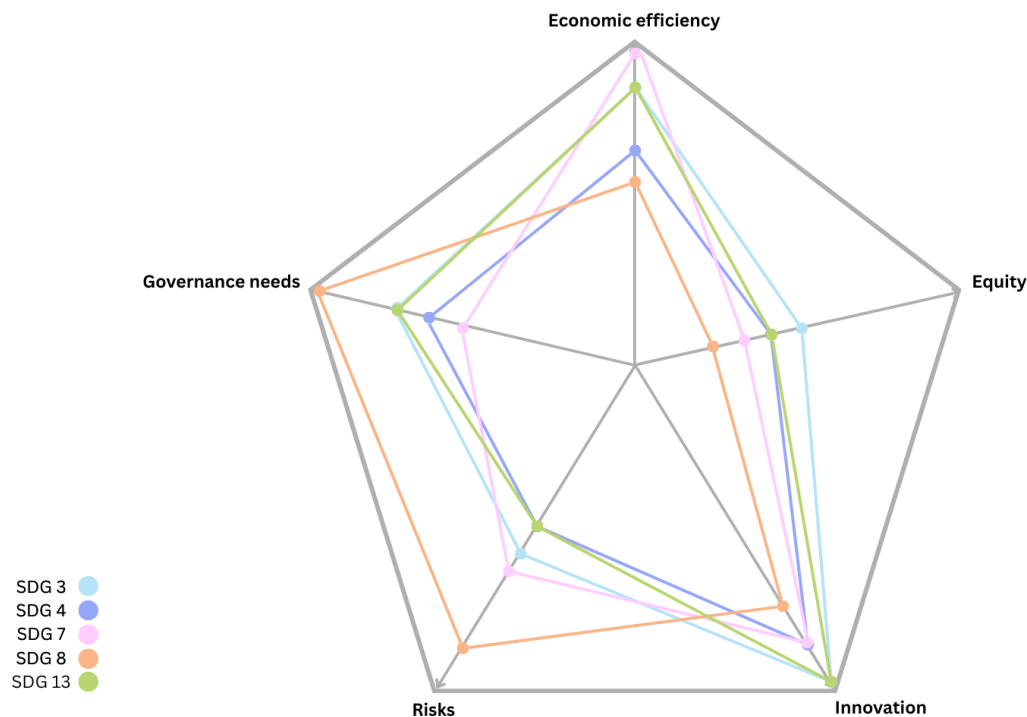 Economic efficiency
Governance needs
Equity
SDG 3
SDG 4
SDG 7
SDG 8
SDG 13
Risks
Innovation